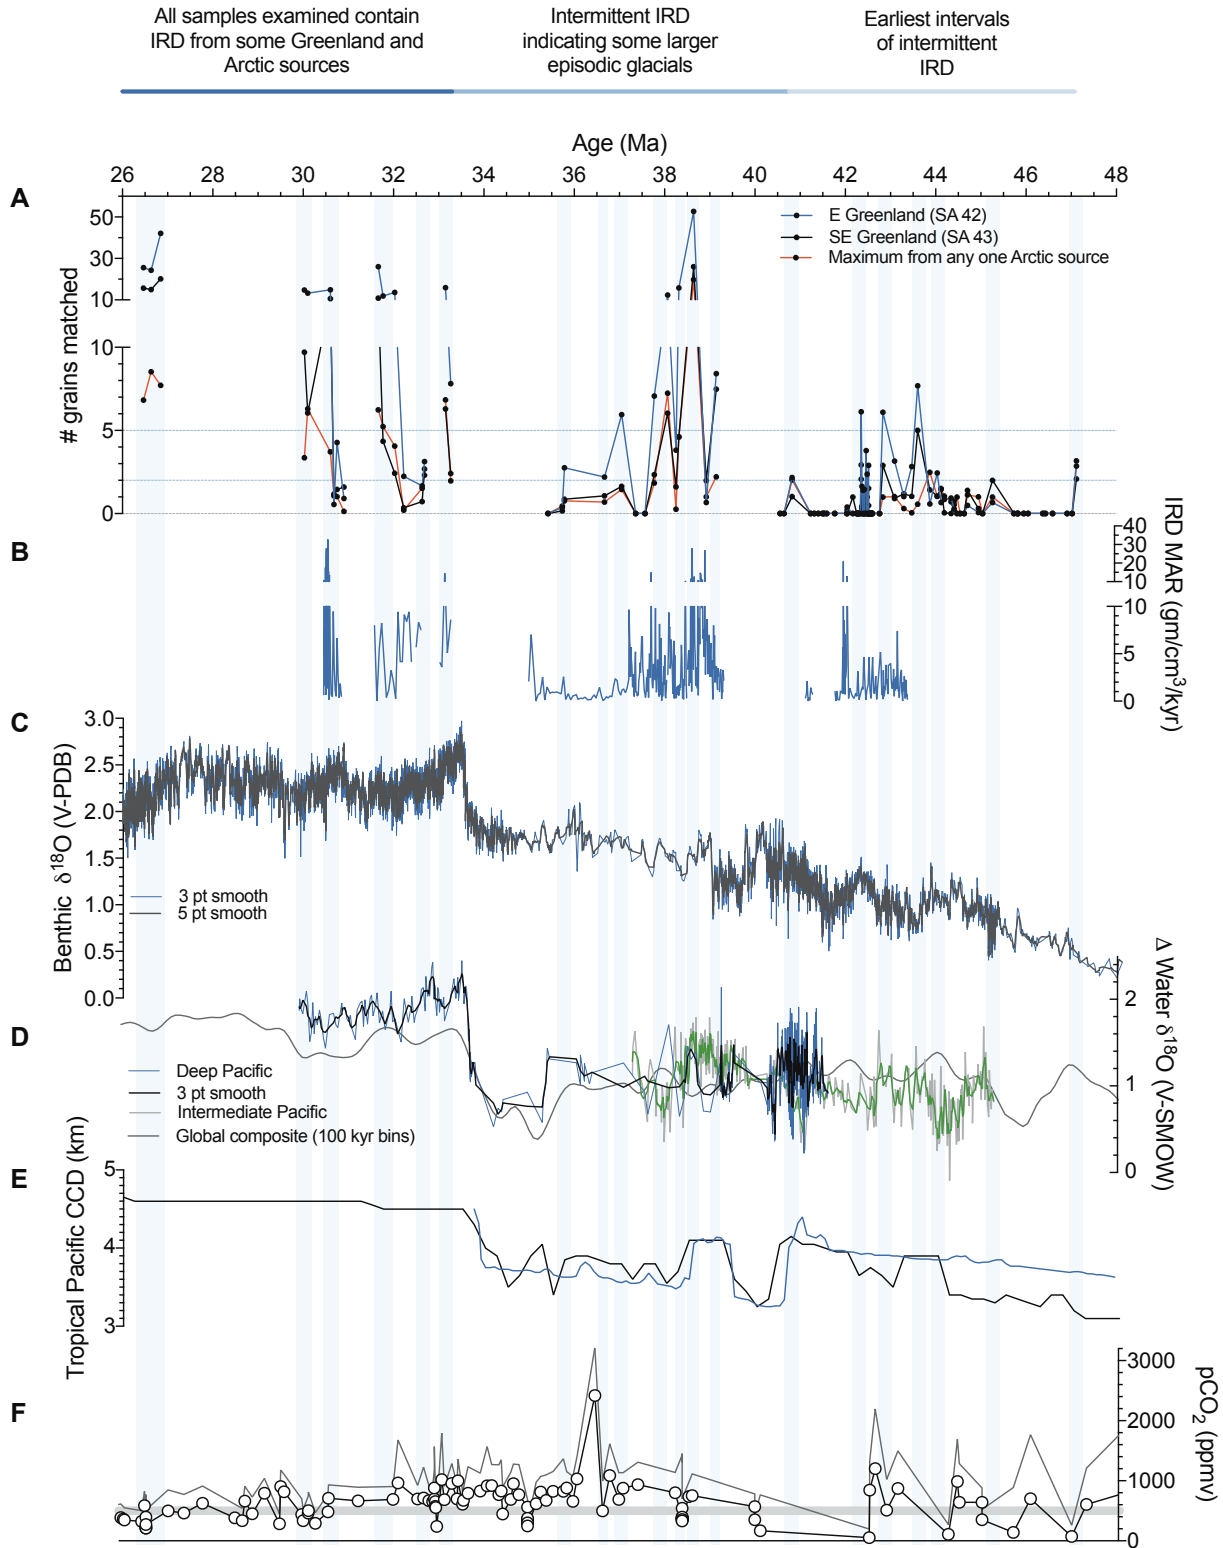 All samples examined contain
IRD from some Greenland and
Arctic sources
Intermittent IRD
indicating some larger
episodic glacials
Earliest intervals
of intermittent
IRD
Age (Ma)
26 28 30 32 34 36 38 40 42 44 46 48
A
50
30
10
10
5
0
# grains matched
E Greenland (SA 42)
SE Greenland (SA 43)
Maximum from any one Arctic source
B
40
30
20
10
10
5
0
IRD MAR (gm/cm³/kyr)
C
3.0
2.5
2.0
1.5
1.0
0.5
0.0
Benthic δ¹⁸O (V-PDB)
3 pt smooth
5 pt smooth
D
2
1
0
Δ Water δ¹⁸O (V-SMOW)
Deep Pacific
3 pt smooth
Intermediate Pacific
Global composite (100 kyr bins)
E
5
4
3
Tropical Pacific CCD (km)
F
3000
2000
1000
0
pCO₂ (ppmv)